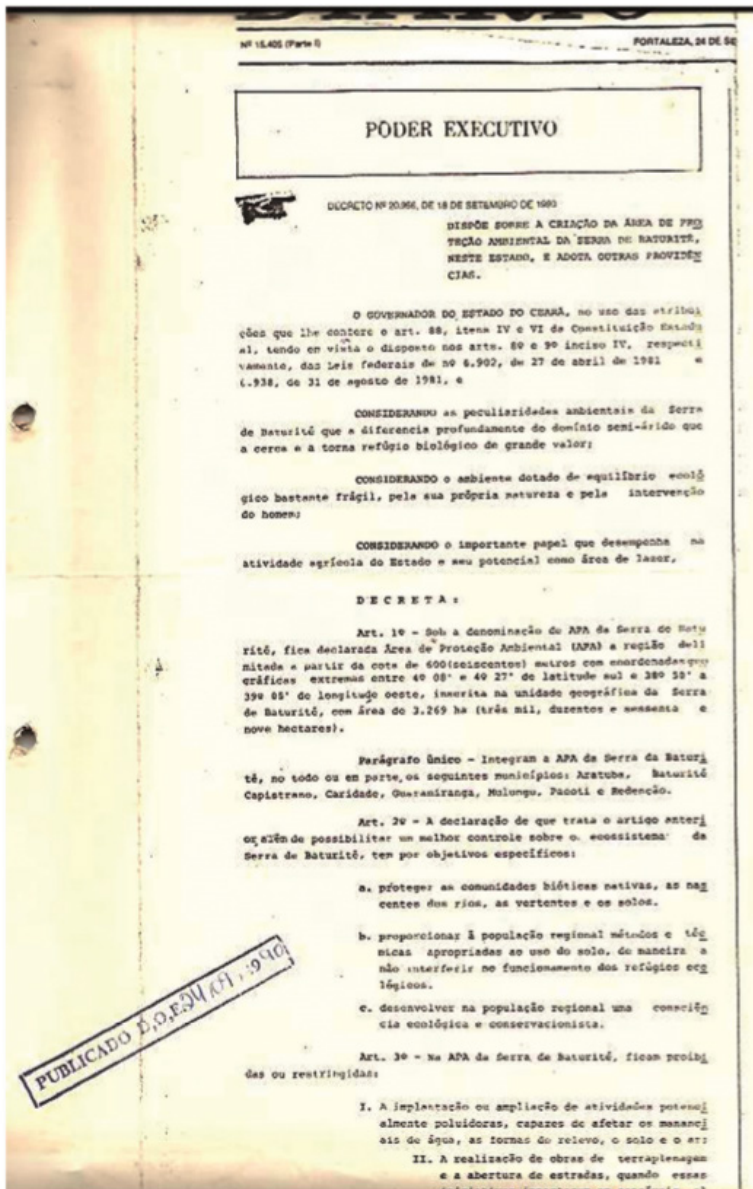 DIÁRIO
Nº 15.405 (Parte I) FORTALEZA, 24 DE SE
PODER EXECUTIVO
DECRETO Nº 20.956, DE 18 DE SETEMBRO DE 1990
DISPÕE SOBRE A CRIAÇÃO DA ÁREA DE PRO
TEÇÃO AMBIENTAL DA SERRA DE BATURITÉ,
NESTE ESTADO, E ADOTA OUTRAS PROVIDÊN
CIAS.
O GOVERNADOR DO ESTADO DO CEARÁ, no uso das atribui
ções que lhe confere o art. 88, itens IV e VI da Constituição Estadu
al, tendo em vista o disposto nos arts. 8º e 9º inciso IV, respecti
vamente, das Leis federais de nº 6.902, de 27 de abril de 1981 e
6.938, de 31 de agosto de 1981, e
CONSIDERANDO as peculiaridades ambientais da Serra
de Baturité que a diferencia profundamente do domínio semi-árido que
a cerca e a torna refúgio biológico de grande valor;
CONSIDERANDO o ambiente dotado de equilíbrio ecoló
gico bastante frágil, pela sua própria natureza e pela intervenção
do homem;
CONSIDERANDO o importante papel que desempenha na
atividade agrícola do Estado e seu potencial como área de lazer,
D E C R E T A :
Art. 1º - Sob a denominação de APA da Serra de Batu
rité, fica declarada Área de Proteção Ambiental (APA) a região deli
mitada a partir da cota de 600(seiscentos) metros com coordenadas geo
gráficas extremas entre 4º 08' e 4º 27' de latitude sul e 38º 50' a
39º 05' de longitude oeste, inserita na unidade geográfica da Serra
de Baturité, com área de 3.269 ha (três mil, duzentos e sessenta e
nove hectares).
Parágrafo único - Integram a APA da Serra da Baturi
té, no todo ou em parte, os seguintes municípios: Aratuba, Baturité
Capistrano, Caridade, Guaramiranga, Mulungu, Pacoti e Redenção.
Art. 2º - A declaração de que trata o artigo anteri
or, além de possibilitar um melhor controle sobre o ecossistema da
Serra de Baturité, tem por objetivos específicos:
a. proteger as comunidades bióticas nativas, as nas
centes dos rios, as vertentes e os solos.
b. proporcionar à população regional métodos e téc
nicas apropriadas ao uso do solo, de maneira a
não interferir no funcionamento dos refúgios eco
lógicos.
c. desenvolver na população regional uma consciên
cia ecológica e conservacionista.
PUBLICADO D.O.E. 24/09/1990
Art. 3º - Na APA da Serra de Baturité, ficam proibi
das ou restringidas:
I. A implantação ou ampliação de atividades potenci
almente poluidoras, capazes de afetar os mananci
ais de água, as formas do relevo, o solo e o ar;
II. A realização de obras de terraplenagem
e a abertura de estradas, quando essas